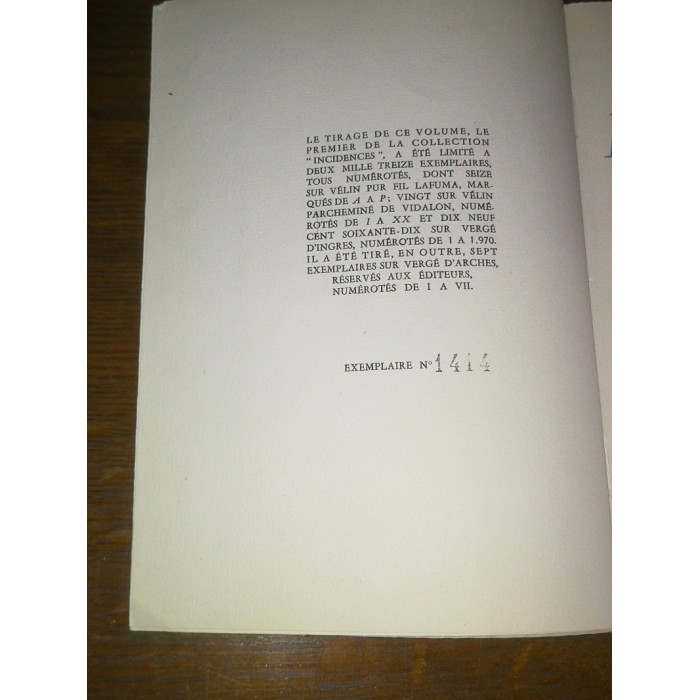 LE TIRAGE DE CE VOLUME, LE
PREMIER DE LA COLLECTION
"INCIDENCES", A ÉTÉ LIMITÉ A
DEUX MILLE TREIZE EXEMPLAIRES,
TOUS NUMÉROTÉS, DONT SEIZE
SUR VÉLIN PUR FIL LAFUMA, MAR-
QUÉS DE A A P; VINGT SUR VÉLIN
PARCHEMINÉ DE VIDALON, NUMÉ-
ROTÉS DE I A XX ET DIX NEUF
CENT SOIXANTE-DIX SUR VERGÉ
D'INGRES, NUMÉROTÉS DE 1 A 1.970.
IL A ÉTÉ TIRÉ, EN OUTRE, SEPT
EXEMPLAIRES SUR VERGÉ D'ARCHES,
RÉSERVÉS AUX ÉDITEURS,
NUMÉROTÉS DE I A VII.
EXEMPLAIRE Nº 1414